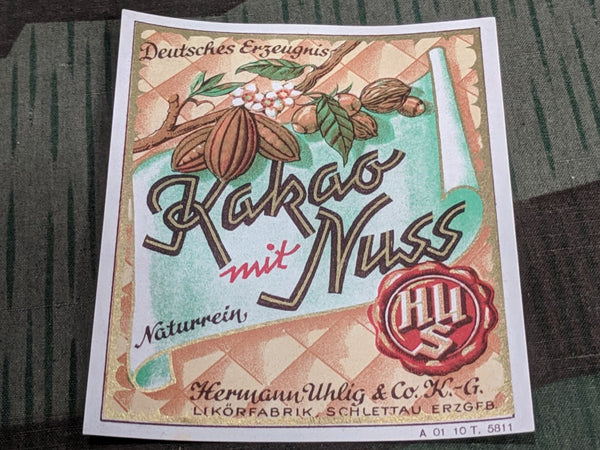 Deutsches Erzeugnis
Kakao
mit Nuss
Naturrein
HUS
Hermann Uhlig & Co. K.-G.
LIKÖRFABRIK, SCHLETTAU ERZGEB.
A 01 10 T. 5811